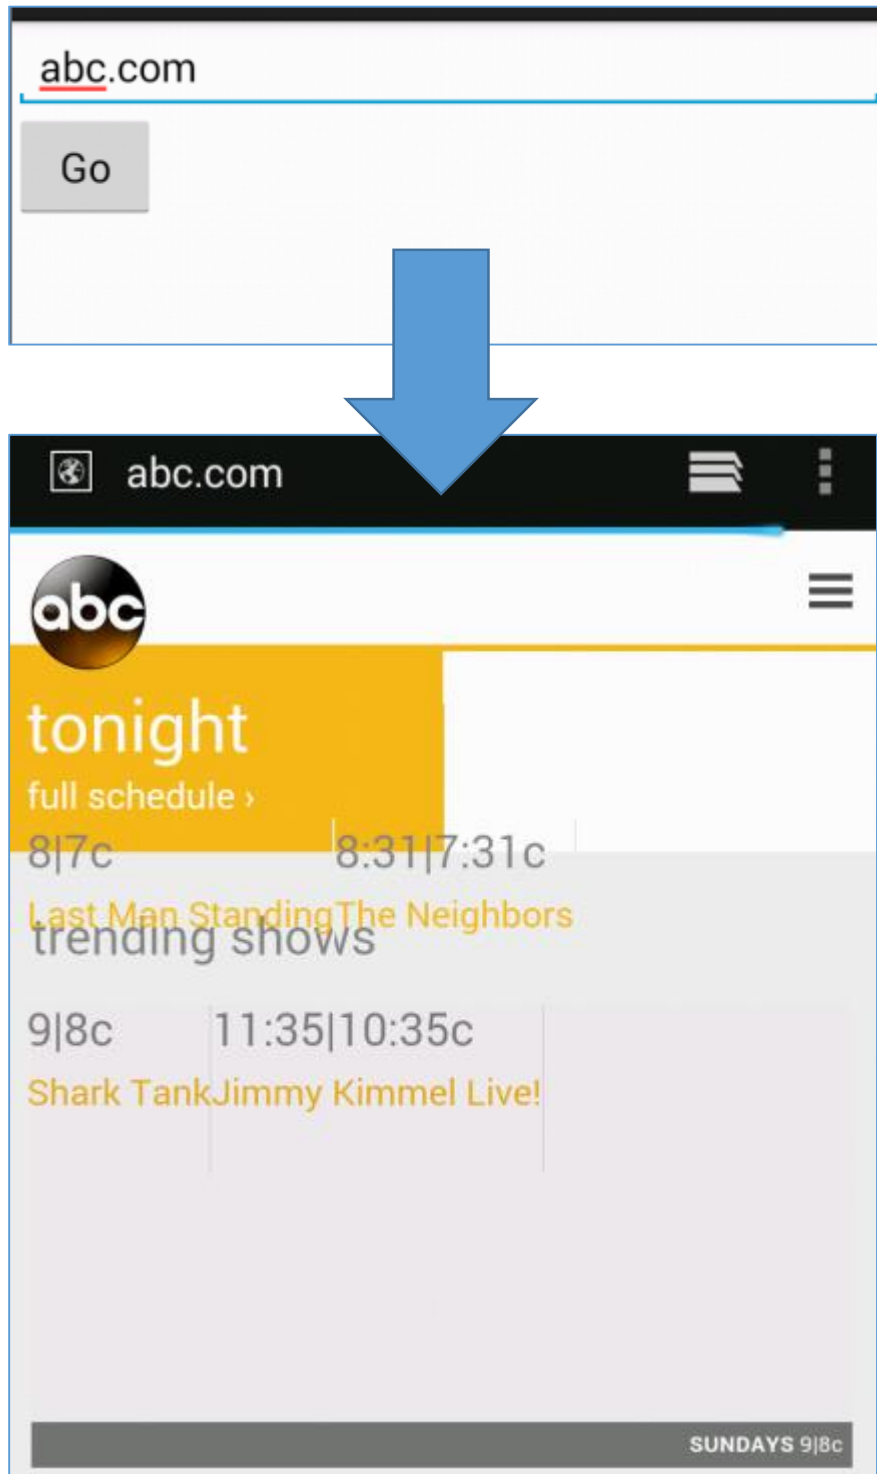 abc.com
Go
abc.com
abc
tonight
full schedule ›
8|7c 8:31|7:31c
Last Man Standing The Neighbors
trending shows
9|8c 11:35|10:35c
Shark Tank Jimmy Kimmel Live!
SUNDAYS 9|8c